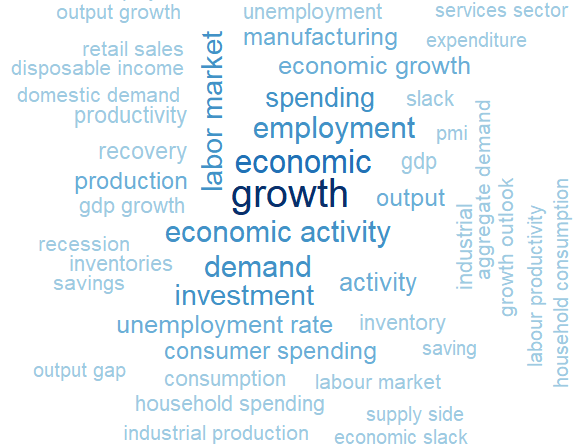 output growth
unemployment
services sector
retail sales
manufacturing
expenditure
disposable income
economic growth
domestic demand
labor market
spending
slack
productivity
employment
pmi
recovery
economic
gdp
production
growth
output
gdp growth
industrial
aggregate demand
growth outlook
labour productivity
household consumption
economic activity
recession
inventories
demand
savings
investment
activity
unemployment rate
inventory
consumer spending
saving
output gap
consumption
labour market
household spending
supply side
industrial production
economic slack